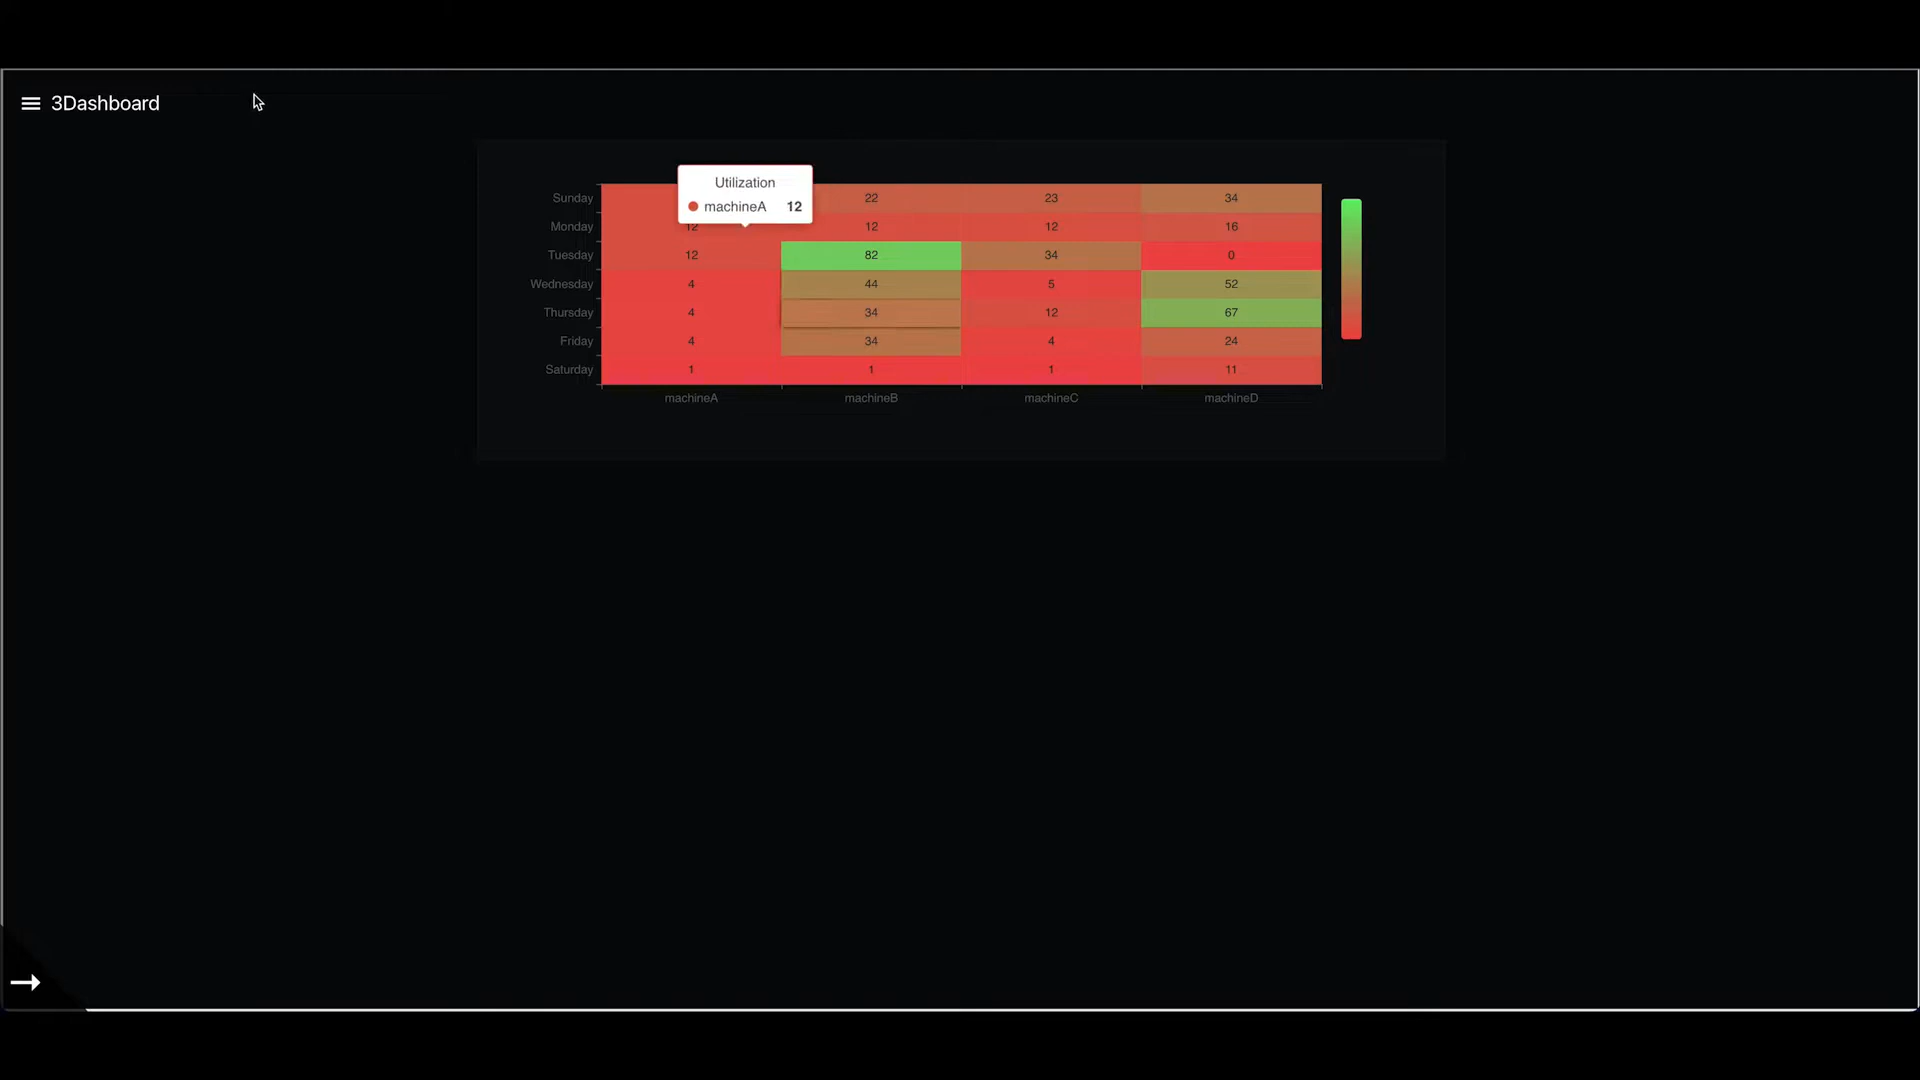 3Dashboard
Utilization
machineA 12
Sunday 22 23 34
Monday 12 12 12 16
Tuesday 12 82 34 0
Wednesday 4 44 5 52
Thursday 4 34 12 67
Friday 4 34 4 24
Saturday 1 1 1 11
machineA machineB machineC machineD